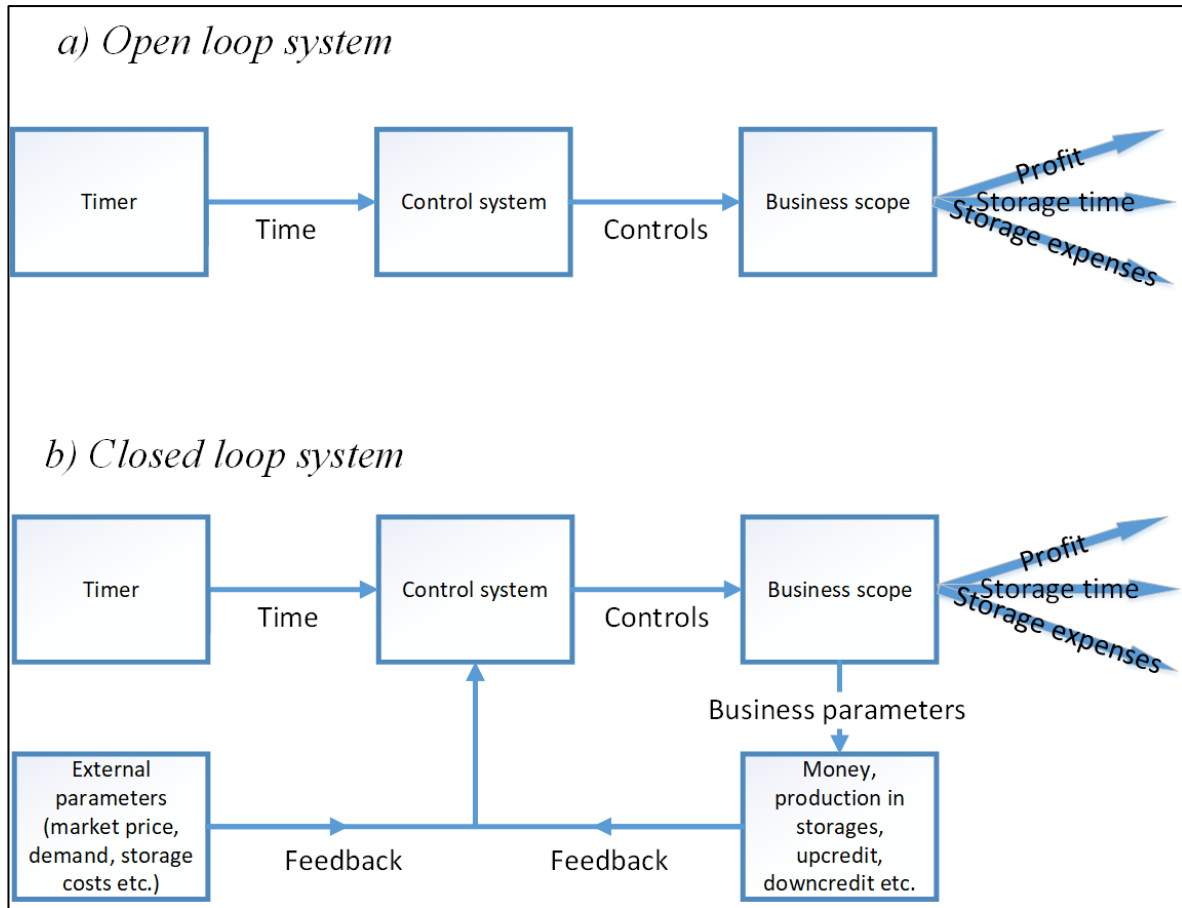 a) Open loop system
Timer
Time
Control system
Controls
Business scope
Profit
Storage time
Storage expenses
b) Closed loop system
Timer
Time
Control system
Controls
Business scope
Profit
Storage time
Storage expenses
Business parameters
External
parameters
(market price,
demand, storage
costs etc.)
Feedback
Feedback
Money,
production in
storages,
upcredit,
downcredit etc.